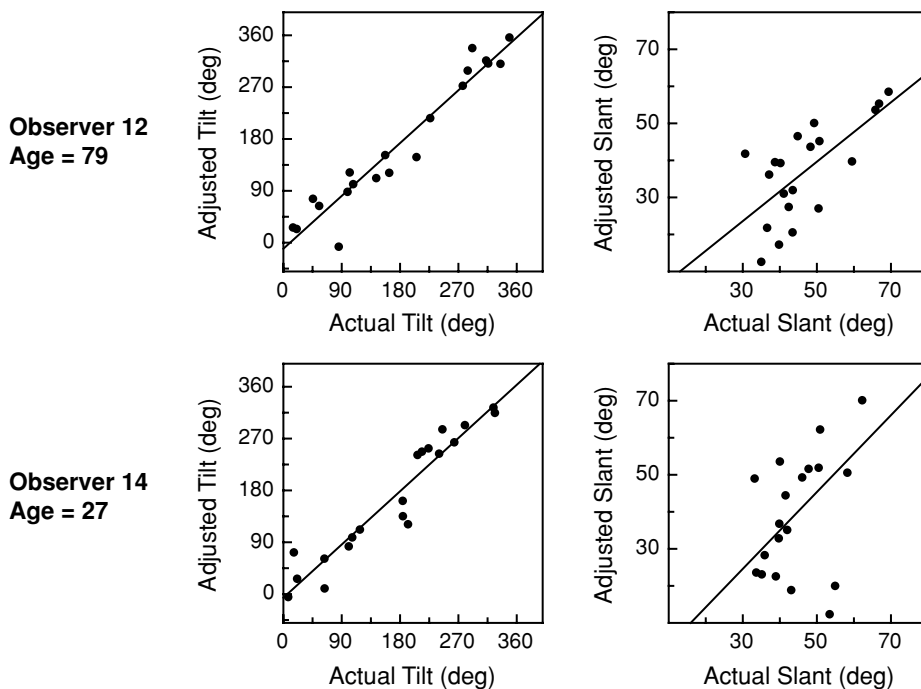 Observer 12
Age = 79
Adjusted Tilt (deg)
360
270
180
90
0
0 90 180 270 360
Actual Tilt (deg)
Adjusted Slant (deg)
70
50
30
30 50 70
Actual Slant (deg)
Observer 14
Age = 27
Adjusted Tilt (deg)
360
270
180
90
0
0 90 180 270 360
Actual Tilt (deg)
Adjusted Slant (deg)
70
50
30
30 50 70
Actual Slant (deg)